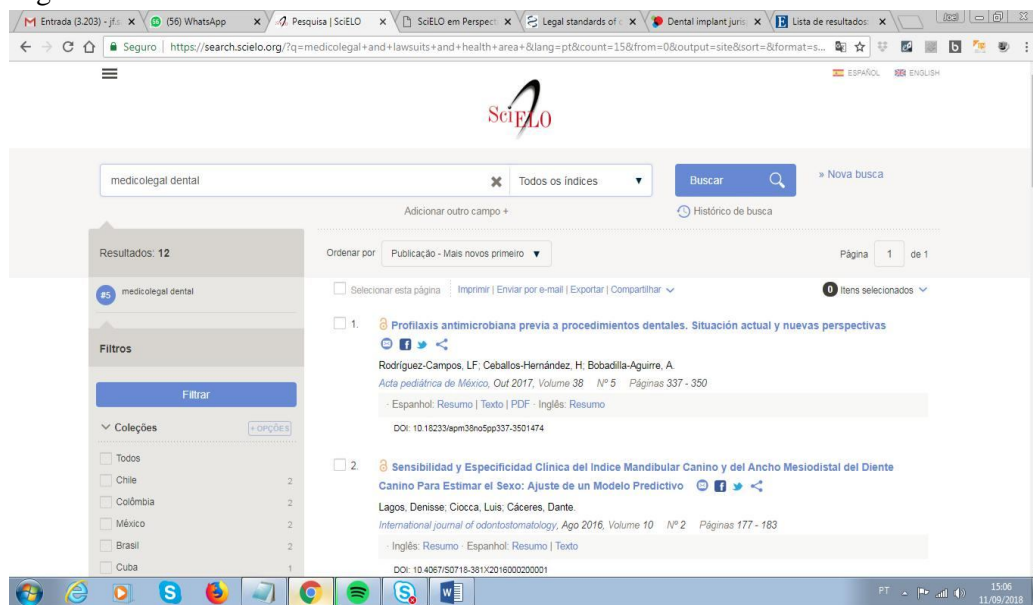 Entrada (3.203) - jf.s
(56) WhatsApp
Pesquisa | SciELO
SciELO em Perspect
Legal standards of c
Dental implant juris
Lista de resultados
Seguro | https://search.scielo.org/?q=medicolegal+and+lawsuits+and+health+area+&lang=pt&count=15&from=0&output=site&sort=&format=s...
ESPAÑOL ENGLISH
SciELO
medicolegal dental
Todos os índices
Buscar
» Nova busca
Adicionar outro campo +
Histórico de busca
Resultados: 12
Ordenar por Publicação - Mais novos primeiro
Página 1 de 1
#5 medicolegal dental
Selecionar esta página Imprimir | Enviar por e-mail | Exportar | Compartilhar
0 Itens selecionados
Filtros
Filtrar
Coleções + OPÇÕES
Todos
Chile 2
Colômbia 2
México 2
Brasil 2
Cuba 1
1. Profilaxis antimicrobiana previa a procedimientos dentales. Situación actual y nuevas perspectivas
Rodríguez-Campos, LF; Ceballos-Hernández, H; Bobadilla-Aguirre, A.
Acta pediátrica de México, Out 2017, Volume 38 Nº 5 Páginas 337 - 350
· Espanhol: Resumo | Texto | PDF · Inglês: Resumo
DOI: 10.18233/apm38no5pp337-3501474
2. Sensibilidad y Especificidad Clínica del Indice Mandibular Canino y del Ancho Mesiodistal del Diente
Canino Para Estimar el Sexo: Ajuste de un Modelo Predictivo
Lagos, Denisse; Ciocca, Luis; Cáceres, Dante.
International journal of odontostomatology, Ago 2016, Volume 10 Nº 2 Páginas 177 - 183
· Inglês: Resumo · Espanhol: Resumo | Texto
DOI: 10.4067/S0718-381X2016000200001
PT
15:06
11/09/2018